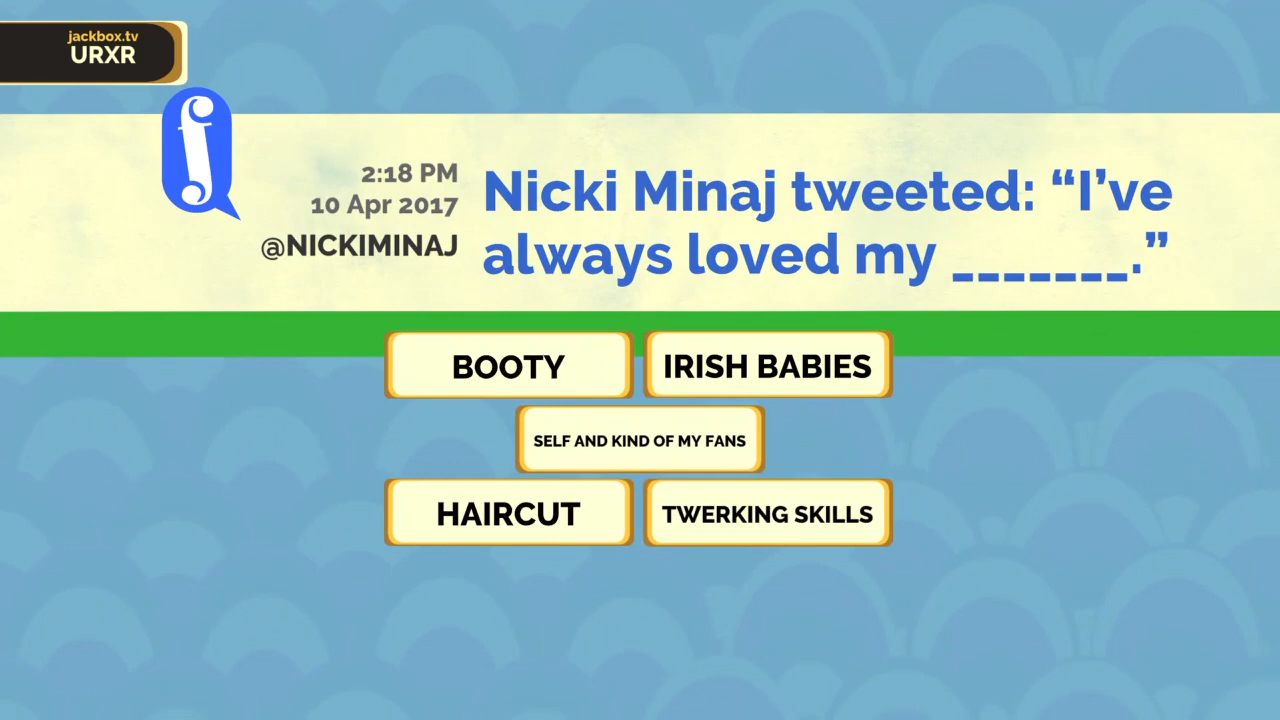 jackbox.tv
URXR
2:18 PM
10 Apr 2017
@NICKIMINAJ
Nicki Minaj tweeted: “I’ve
always loved my _______.”
BOOTY
IRISH BABIES
SELF AND KIND OF MY FANS
HAIRCUT
TWERKING SKILLS